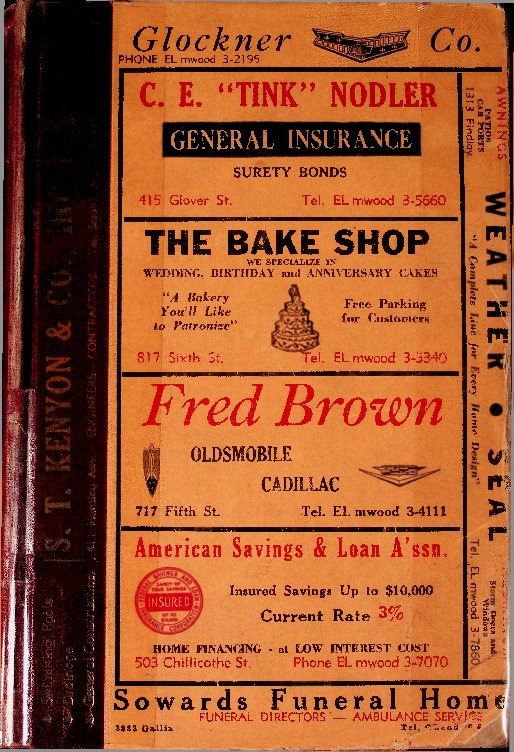 Glockner Co.
PHONE EL mwood 3-2195
C. E. "TINK" NODLER
GENERAL INSURANCE
SURETY BONDS
415 Glover St. Tel. EL mwood 3-5660
THE BAKE SHOP
WE SPECIALIZE IN
WEDDING, BIRTHDAY and ANNIVERSARY CAKES
"A Bakery
You'll Like
to Patronize"
Free Parking
for Customers
817 Sixth St. Tel. EL mwood 3-3340
Fred Brown
OLDSMOBILE
CADILLAC
717 Fifth St. Tel. EL mwood 3-4111
American Savings & Loan A'ssn.
INSURED
Insured Savings Up to $10,000
Current Rate 3%
HOME FINANCING - at LOW INTEREST COST
503 Chillicothe St. Phone EL mwood 3-7070
Sowards Funeral Home
FUNERAL DIRECTORS — AMBULANCE SERVICE
Gallia Tel.
AWNINGS
PATIOS
CAR PORTS
1313 Findlay
WEATHER • SEAL
"A Complete Line for Every Home Design"
Storm Doors and
Windows
Tel. EL mwood 3-7860
S. T. KENYON & CO., 
ENGINEERS CONTRACTORS